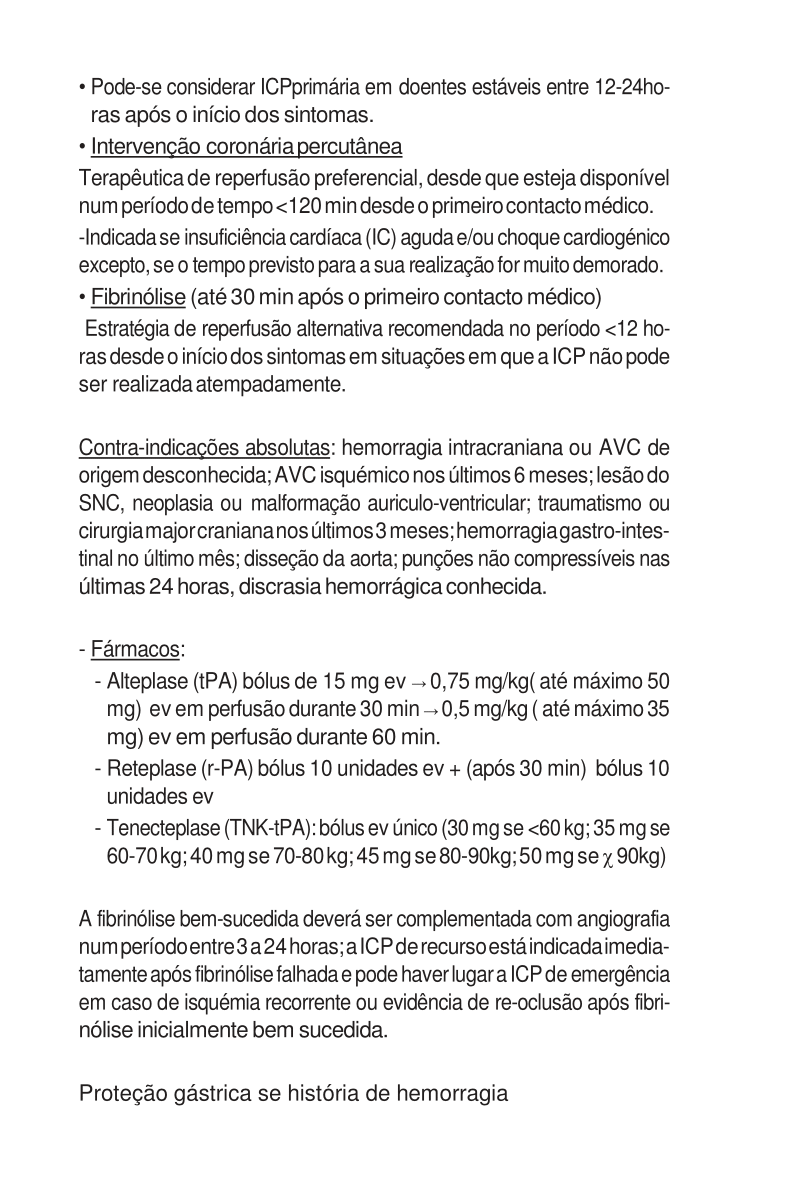 • Pode-se considerar ICPprimária em doentes estáveis entre 12-24ho-
ras após o início dos sintomas.
• Intervenção coronária percutânea
Terapêutica de reperfusão preferencial, desde que esteja disponível
num período de tempo <120 min desde o primeiro contacto médico.
-Indicada se insuficiência cardíaca (IC) aguda e/ou choque cardiogénico
excepto, se o tempo previsto para a sua realização for muito demorado.
• Fibrinólise (até 30 min após o primeiro contacto médico)
Estratégia de reperfusão alternativa recomendada no período <12 ho-
ras desde o início dos sintomas em situações em que a ICP não pode
ser realizada atempadamente.
Contra-indicações absolutas: hemorragia intracraniana ou AVC de
origem desconhecida; AVC isquémico nos últimos 6 meses; lesão do
SNC, neoplasia ou malformação auriculo-ventricular; traumatismo ou
cirurgia major craniana nos últimos 3 meses; hemorragia gastro-intes-
tinal no último mês; disseção da aorta; punções não compressíveis nas
últimas 24 horas, discrasia hemorrágica conhecida.
- Fármacos:
- Alteplase (tPA) bólus de 15 mg ev → 0,75 mg/kg( até máximo 50
mg) ev em perfusão durante 30 min → 0,5 mg/kg ( até máximo 35
mg) ev em perfusão durante 60 min.
- Reteplase (r-PA) bólus 10 unidades ev + (após 30 min) bólus 10
unidades ev
- Tenecteplase (TNK-tPA): bólus ev único (30 mg se <60 kg; 35 mg se
60-70 kg; 40 mg se 70-80 kg; 45 mg se 80-90kg; 50 mg se χ 90kg)
A fibrinólise bem-sucedida deverá ser complementada com angiografia
num período entre 3 a 24 horas; a ICP de recurso está indicada imedia-
tamente após fibrinólise falhada e pode haver lugar a ICP de emergência
em caso de isquémia recorrente ou evidência de re-oclusão após fibri-
nólise inicialmente bem sucedida.
Proteção gástrica se história de hemorragia